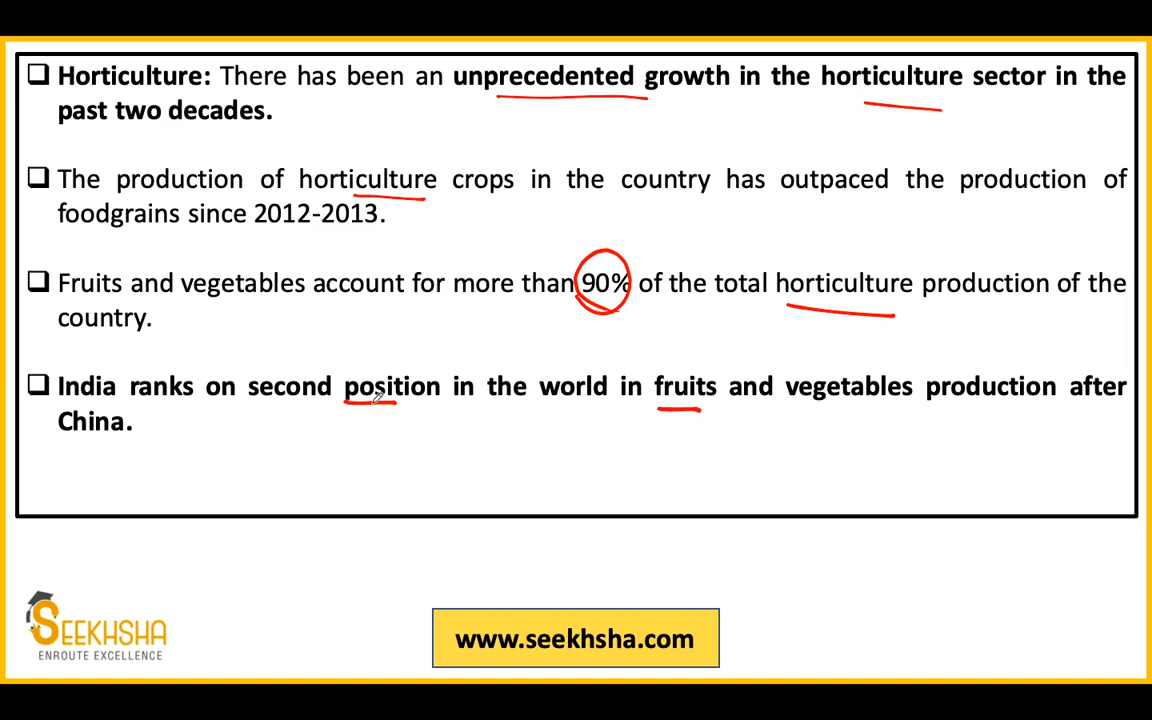 Horticulture: There has been an unprecedented growth in the horticulture sector in the
past two decades.
The production of horticulture crops in the country has outpaced the production of
foodgrains since 2012-2013.
Fruits and vegetables account for more than 90% of the total horticulture production of the
country.
India ranks on second position in the world in fruits and vegetables production after
China.
SEEKHSHA
ENROUTE EXCELLENCE
www.seekhsha.com